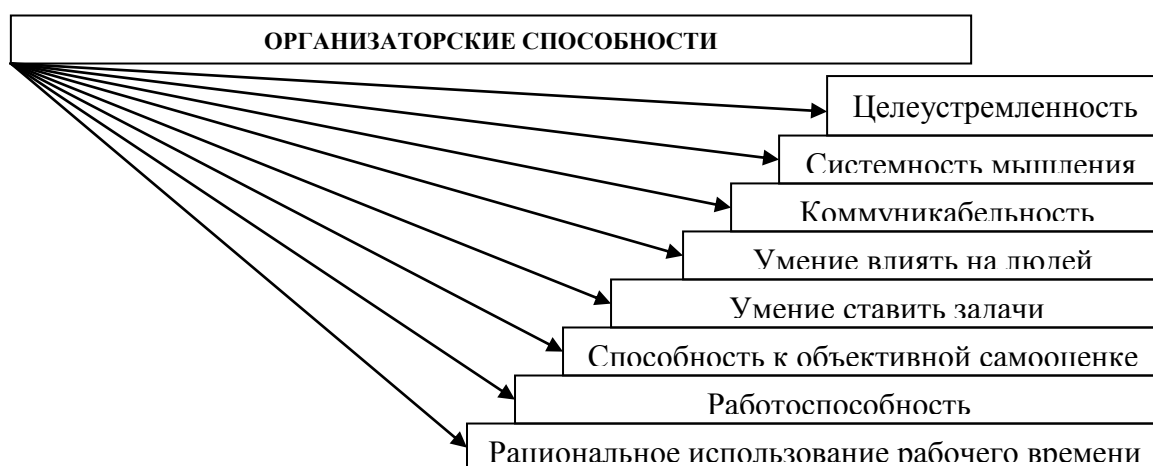 ОРГАНИЗАТОРСКИЕ СПОСОБНОСТИ
Целеустремленность
Системность мышления
Коммуникабельность
Умение влиять на людей
Умение ставить задачи
Способность к объективной самооценке
Работоспособность
Рациональное использование рабочего времени